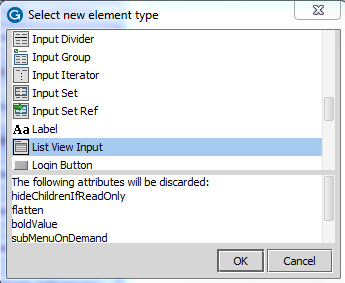 Select new element type
Input Divider
Input Group
Input Iterator
Input Set
Input Set Ref
Aa Label
List View Input
Login Button
The following attributes will be discarded:
hideChildrenIfReadOnly
flatten
boldValue
subMenuOnDemand
OK Cancel